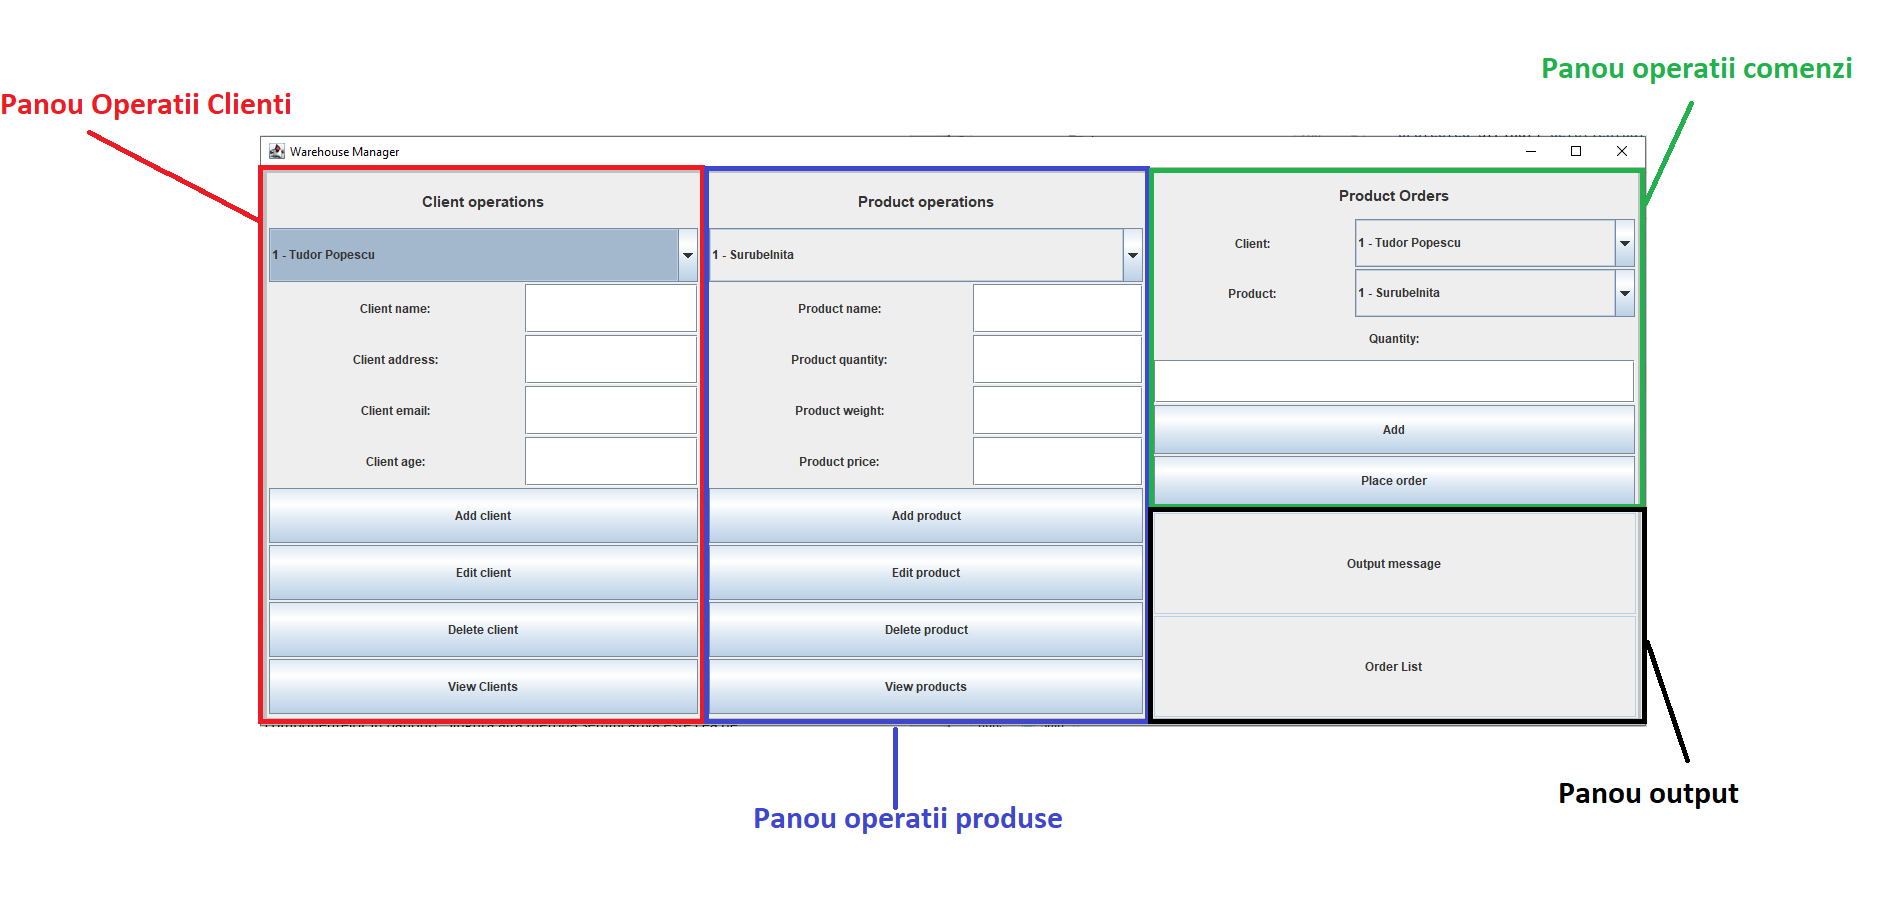 Panou operatii comenzi
Panou Operatii Clienti
Warehouse Manager
Client operations
1 - Tudor Popescu
Client name:
Client address:
Client email:
Client age:
Add client
Edit client
Delete client
View Clients
Product operations
1 - Surubelnita
Product name:
Product quantity:
Product weight:
Product price:
Add product
Edit product
Delete product
View products
Product Orders
Client:
1 - Tudor Popescu
Product:
1 - Surubelnita
Quantity:
Add
Place order
Output message
Order List
Panou output
Panou operatii produse